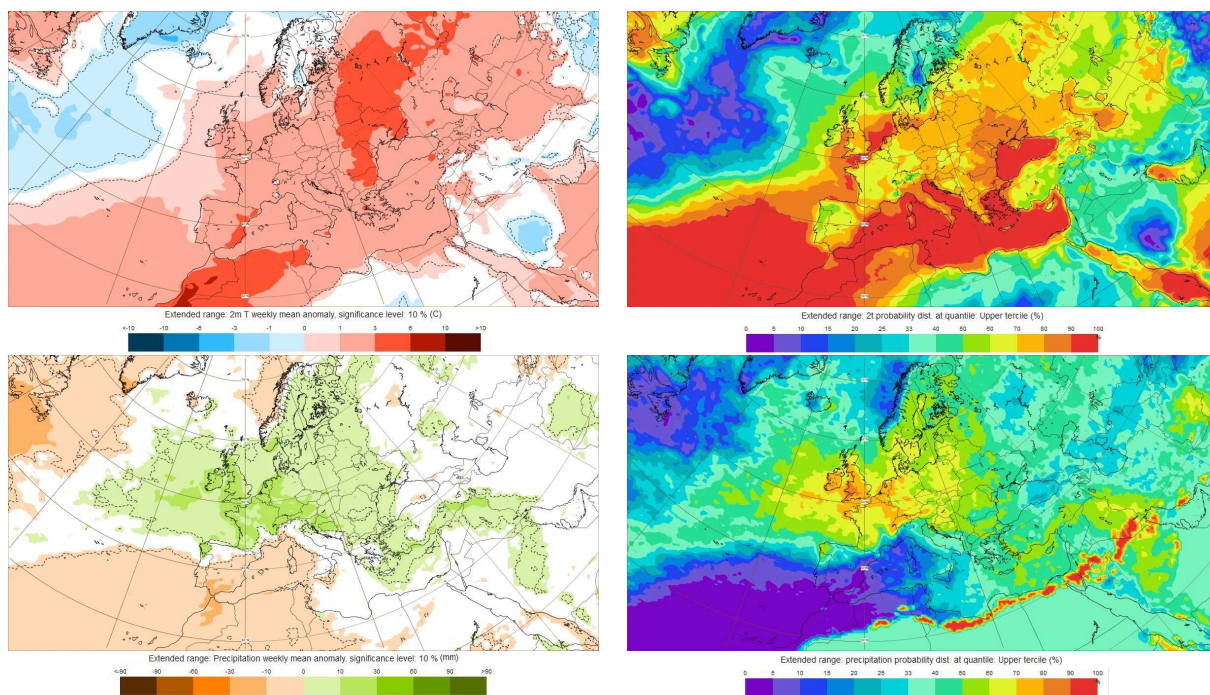 Extended range: 2m T weekly mean anomaly, significance level: 10 % (C)
<-10 -10 -6 -3 -1 0 1 3 6 10 >10
Extended range: 2t probability dist. at quantile: Upper tercile (%)
0 5 10 15 25 33 40 50 60 70 80 90 100
%
Extended range: Precipitation weekly mean anomaly, significance level: 10 % (mm)
<-90 -90 -60 -30 -10 0 10 30 60 90 >90
Extended range: precipitation probability dist. at quantile: Upper tercile (%)
0 5 10 15 25 33 40 50 60 70 80 90 100
%